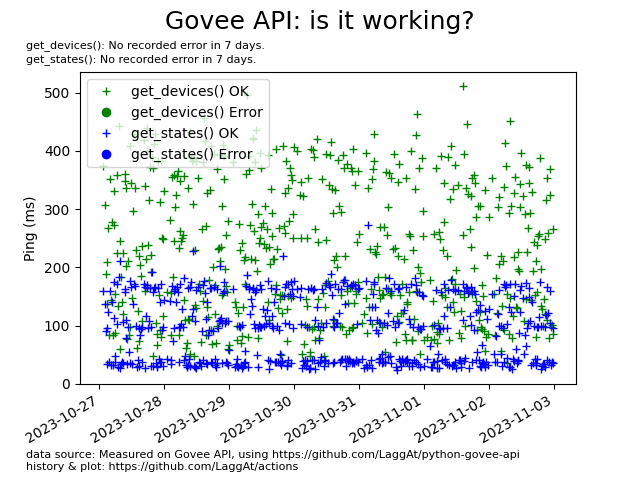 Govee API: is it working?
get_devices(): No recorded error in 7 days.
get_states(): No recorded error in 7 days.
get_devices() OK
get_devices() Error
get_states() OK
get_states() Error
Ping (ms)
500
400
300
200
100
0
2023-10-27
2023-10-28
2023-10-29
2023-10-30
2023-10-31
2023-11-01
2023-11-02
2023-11-03
data source: Measured on Govee API, using https://github.com/LaggAt/python-govee-api
history & plot: https://github.com/LaggAt/actions